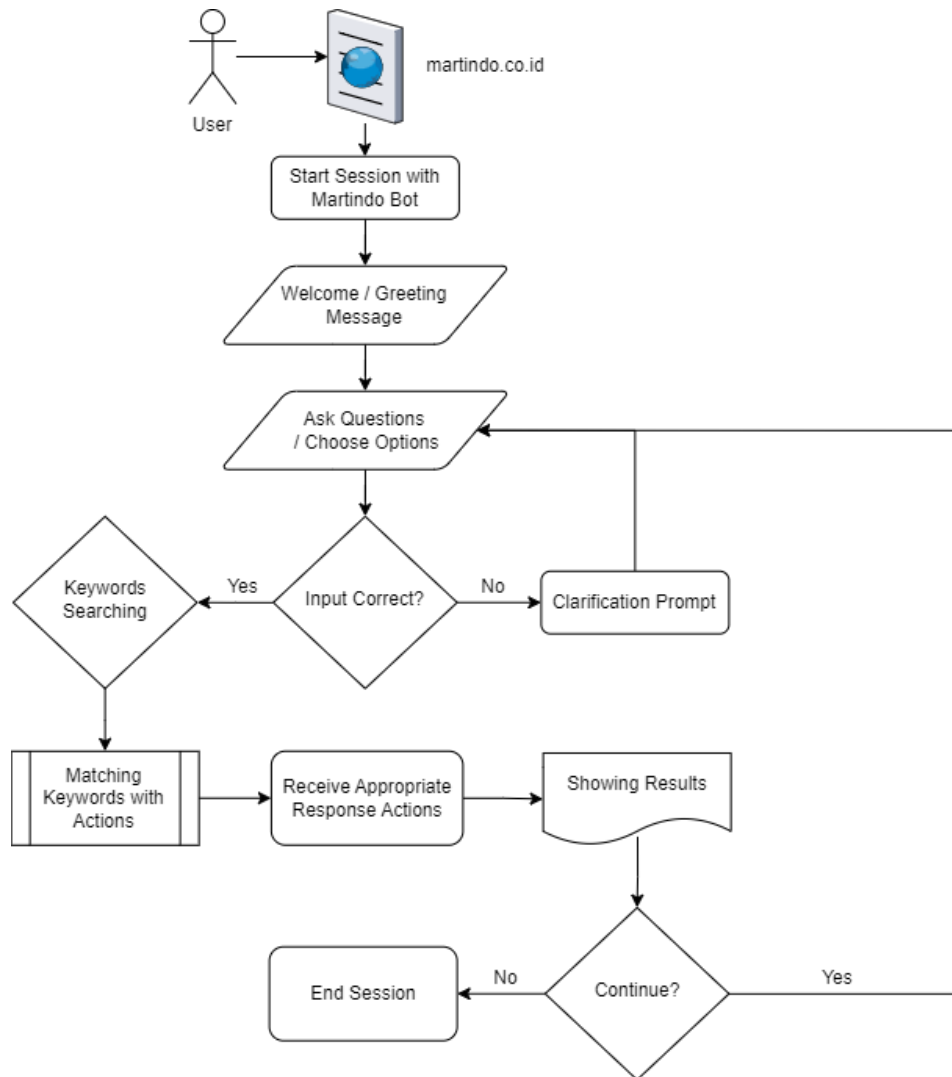 martindo.co.id
User
Start Session with
Martindo Bot
Welcome / Greeting
Message
Ask Questions
/ Choose Options
Keywords
Searching
Yes
Input Correct?
No
Clarification Prompt
Matching
Keywords with
Actions
Receive Appropriate
Response Actions
Showing Results
End Session
No
Continue?
Yes